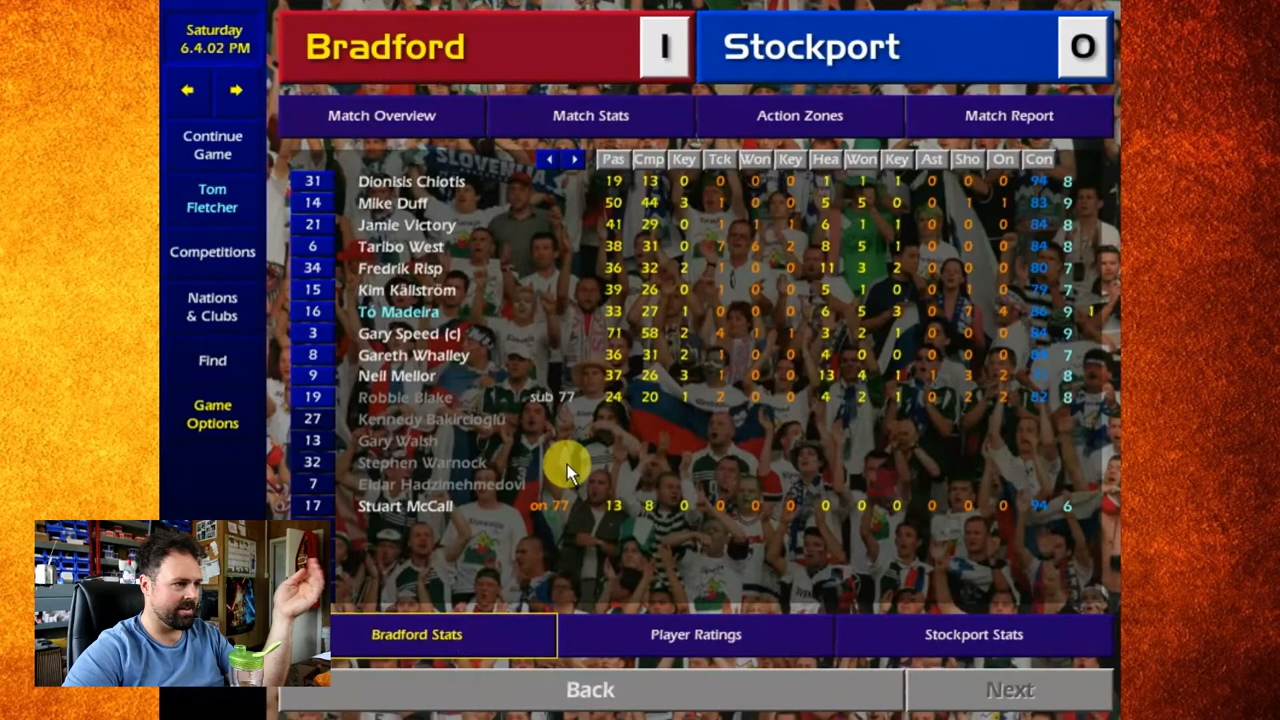 Saturday
6.4.02 PM
Bradford 1 Stockport 0
Match Overview Match Stats Action Zones Match Report
Continue
Game
Tom
Fletcher
Competitions
Nations
& Clubs
Find
Game
Options
Pas Cmp Key Tck Won Key Hea Won Key Ast Sho On Con
31 Dionisis Chiotis 19 13 0 0 0 0 1 1 1 0 0 0 94 8
14 Mike Duff 50 44 3 1 0 0 5 5 0 0 1 1 83 9
21 Jamie Victory 41 29 0 1 1 1 6 1 1 0 0 0 84 8
6 Taribo West 38 31 0 7 6 2 8 5 1 0 0 0 84 8
34 Fredrik Risp 36 32 2 1 0 0 11 3 2 0 0 0 80 7
15 Kim Källström 39 26 0 1 0 0 5 1 0 0 1 0 79 7
16 Tó Madeira 33 27 1 0 0 0 6 5 3 0 7 4 86 9 1
3 Gary Speed (c) 71 58 2 4 1 1 3 2 1 0 0 0 84 9
8 Gareth Whalley 36 31 2 1 0 0 4 0 0 0 0 0 7
9 Neil Mellor 37 26 3 1 0 0 13 4 1 1 3 2 8
19 Robbie Blake sub 77 24 20 1 2 0 0 4 2 1 0 2 2 82 8
27 Kennedy Bakircioglü
13 Gary Walsh
32 Stephen Warnock
7 Eldar Hadzimehmedovi
17 Stuart McCall on 77 13 8 0 0 0 0 0 0 0 0 0 0 94 6
Bradford Stats Player Ratings Stockport Stats
Back Next